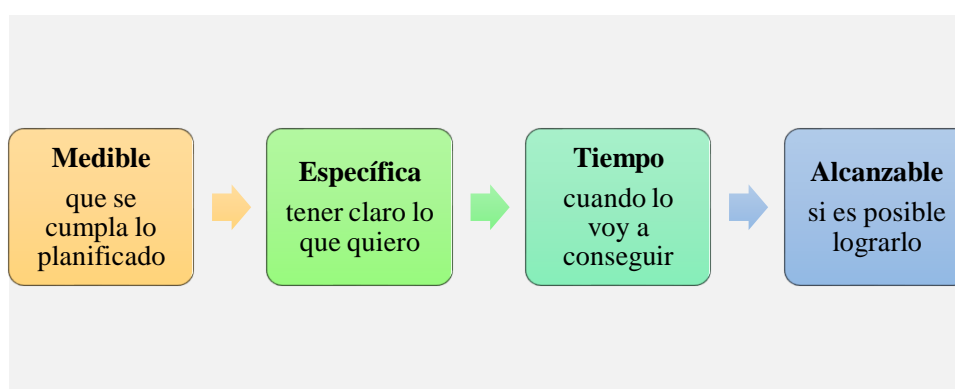 Medible
que se
cumpla lo
planificado
Específica
tener claro lo
que quiero
Tiempo
cuando lo
voy a
conseguir
Alcanzable
si es posible
lograrlo